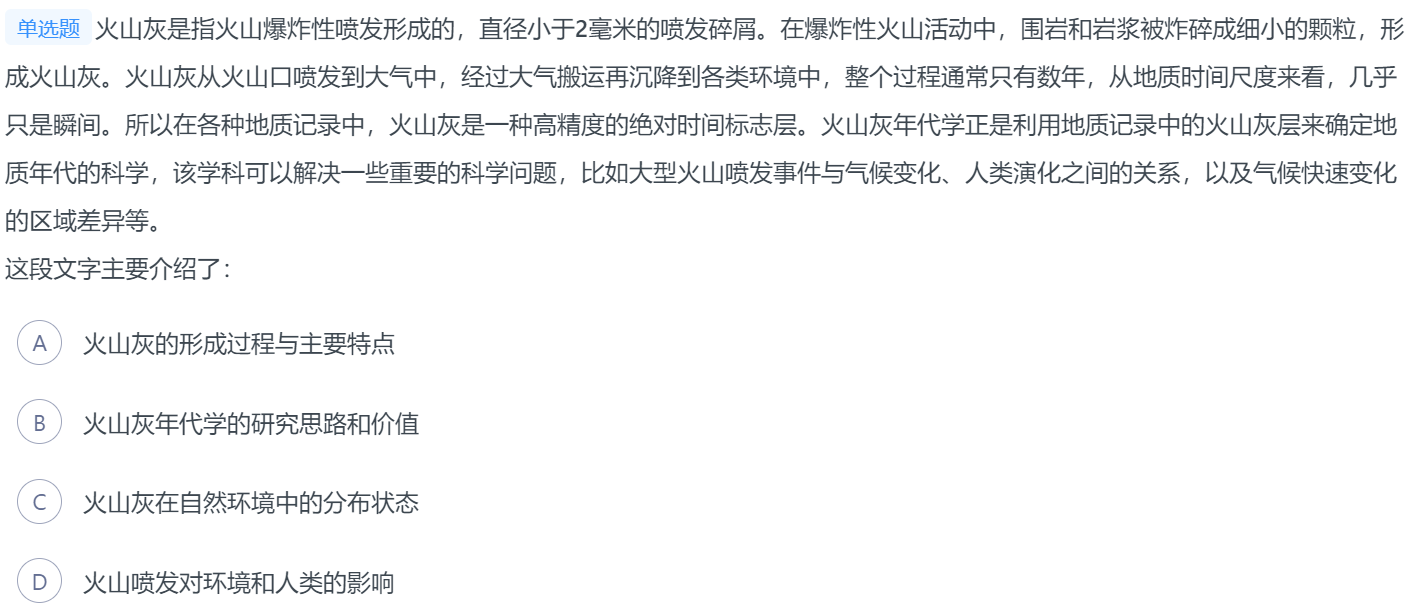 单选题 火山灰是指火山爆炸性喷发形成的，直径小于2毫米的喷发碎屑。在爆炸性火山活动中，围岩和岩浆被炸碎成细小的颗粒，形
成火山灰。火山灰从火山口喷发到大气中，经过大气搬运再沉降到各类环境中，整个过程通常只有数年，从地质时间尺度来看，几乎
只是瞬间。所以在各种地质记录中，火山灰是一种高精度的绝对时间标志层。火山灰年代学正是利用地质记录中的火山灰层来确定地
质年代的科学，该学科可以解决一些重要的科学问题，比如大型火山喷发事件与气候变化、人类演化之间的关系，以及气候快速变化
的区域差异等。
这段文字主要介绍了：
A 火山灰的形成过程与主要特点
B 火山灰年代学的研究思路和价值
C 火山灰在自然环境中的分布状态
D 火山喷发对环境和人类的影响